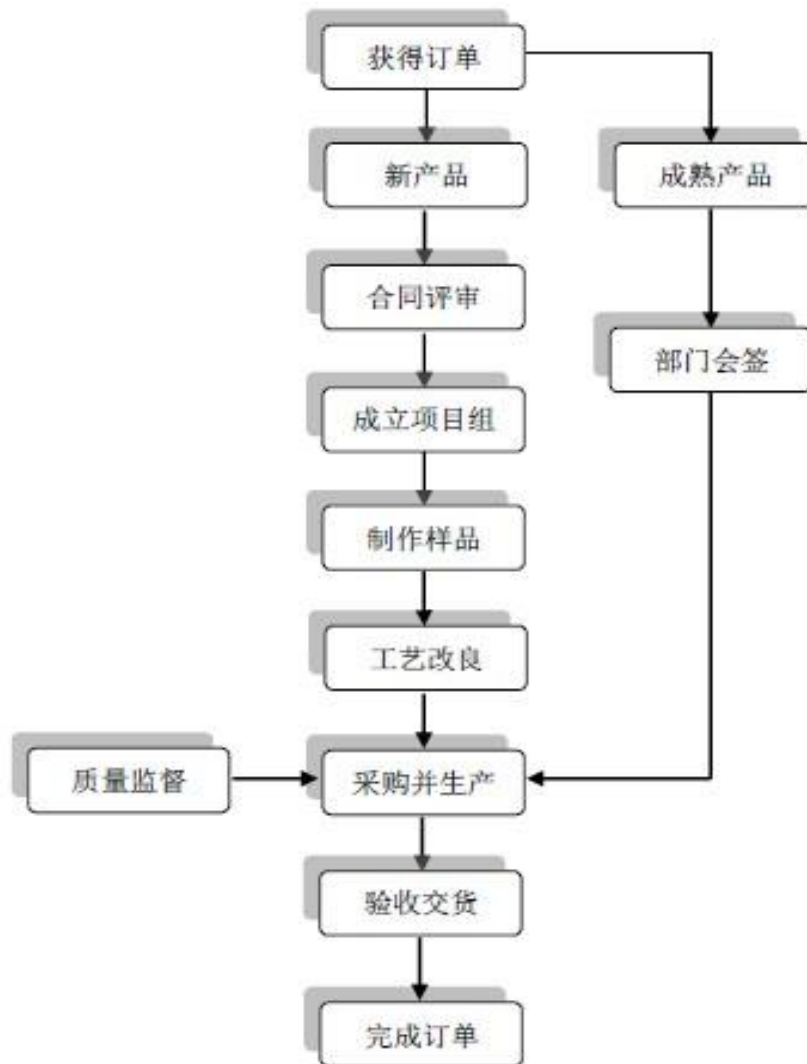 获得订单
新产品
成熟产品
合同评审
部门会签
成立项目组
制作样品
工艺改良
质量监督
采购并生产
验收交货
完成订单